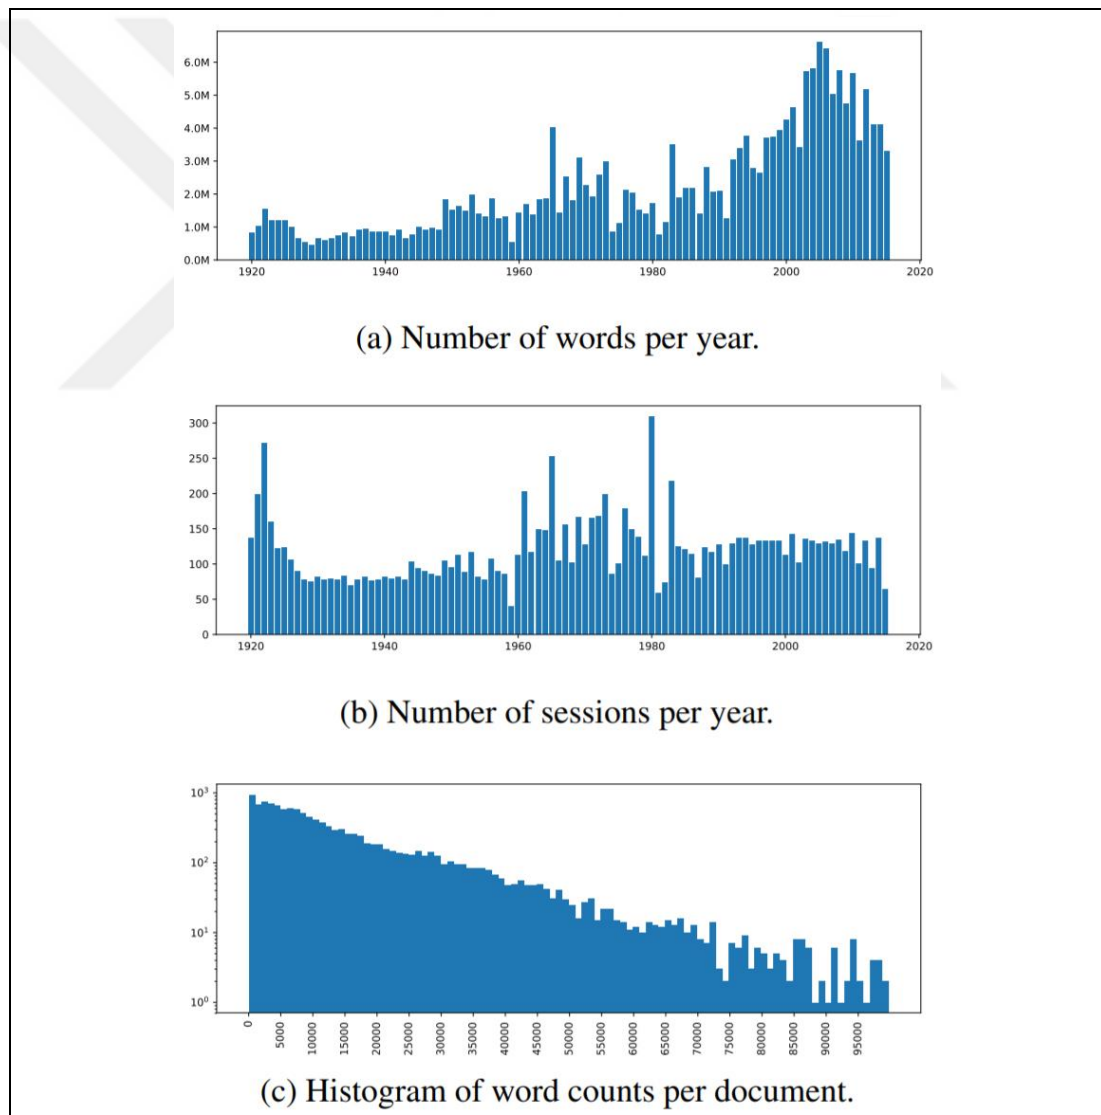 6.0M
5.0M
4.0M
3.0M
2.0M
1.0M
0.0M
1920 1940 1960 1980 2000 2020
(a) Number of words per year.
300
250
200
150
100
50
0
1920 1940 1960 1980 2000 2020
(b) Number of sessions per year.
10³
10²
10¹
10⁰
0 5000 10000 15000 20000 25000 30000 35000 40000 45000 50000 55000 60000 65000 70000 75000 80000 85000 90000 95000
(c) Histogram of word counts per document.